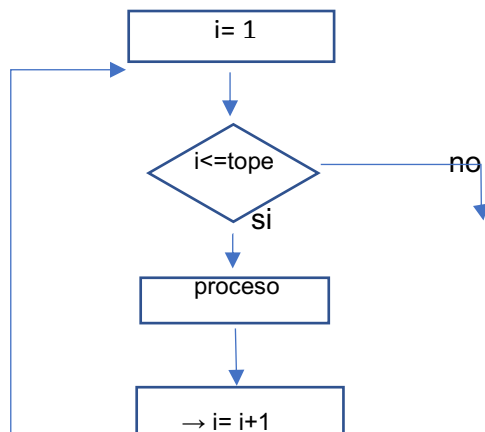 i= 1
i<=tope
no
si
proceso
→ i= i+1